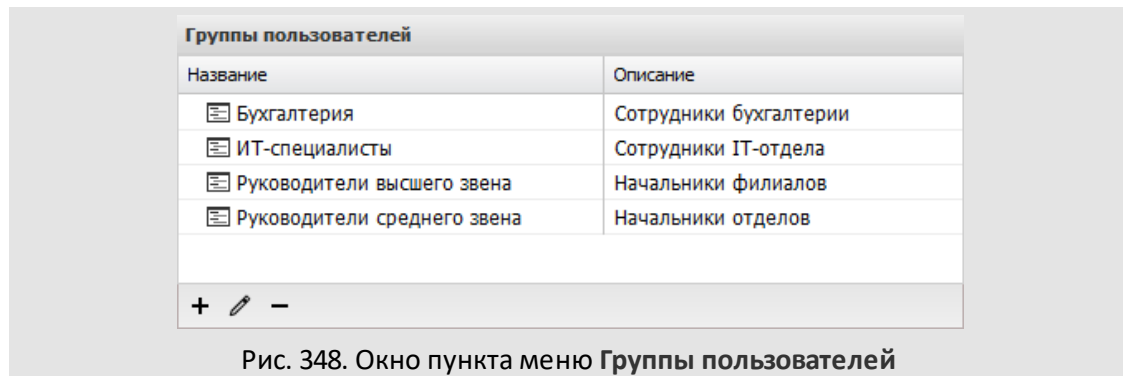 Группы пользователей
Название Описание
Бухгалтерия Сотрудники бухгалтерии
ИТ-специалисты Сотрудники IT-отдела
Руководители высшего звена Начальники филиалов
Руководители среднего звена Начальники отделов
Рис. 348. Окно пункта меню Группы пользователей